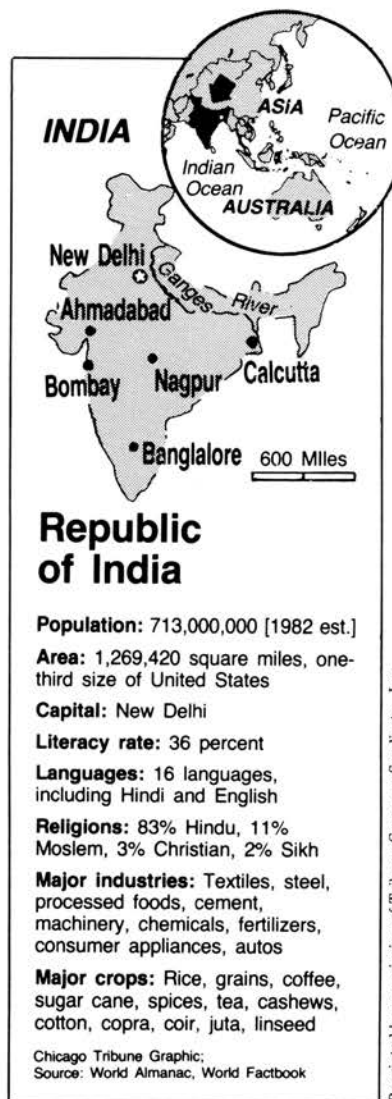 INDIA
ASiA
Pacific
Ocean
Indian
Ocean
AUSTRALIA
New Delhi
Ganges River
Ahmadabad
Bombay
Nagpur
Calcutta
Banglalore
600 MIles
Republic
of India
Population: 713,000,000 [1982 est.]
Area: 1,269,420 square miles, one-
third size of United States
Capital: New Delhi
Literacy rate: 36 percent
Languages: 16 languages,
including Hindi and English
Religions: 83% Hindu, 11%
Moslem, 3% Christian, 2% Sikh
Major industries: Textiles, steel,
processed foods, cement,
machinery, chemicals, fertilizers,
consumer appliances, autos
Major crops: Rice, grains, coffee,
sugar cane, spices, tea, cashews,
cotton, copra, coir, juta, linseed
Chicago Tribune Graphic;
Source: World Almanac, World Factbook